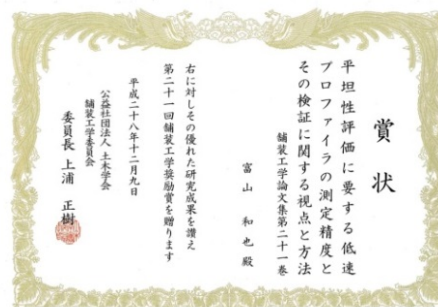 賞状
平坦性評価に要する低速
プロファイラの測定精度と
その検証に関する視点と方法
舗装工学論文集第二十一巻
富山 和也 殿
右に対しその優れた研究成果を讃え
第二十一回舗装工学奨励賞を贈ります
平成二十八年十二月九日
公益社団法人 土木学会
舗装工学委員会
委員長 上浦 正樹